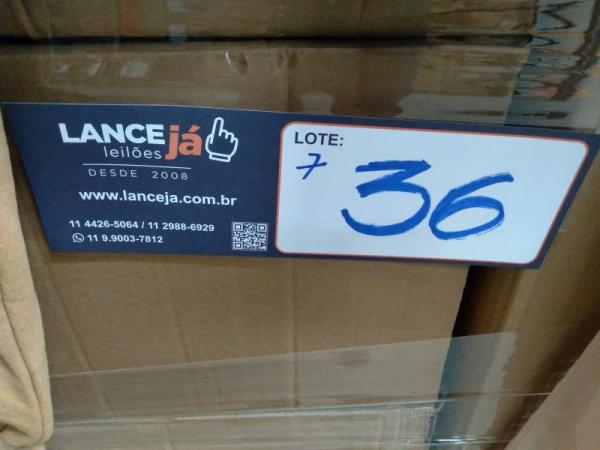 LANCE já
leilões
DESDE 2008
www.lanceja.com.br
11 4426-5064 / 11 2988-6929
11 9.9003-7812
LOTE:
7
36